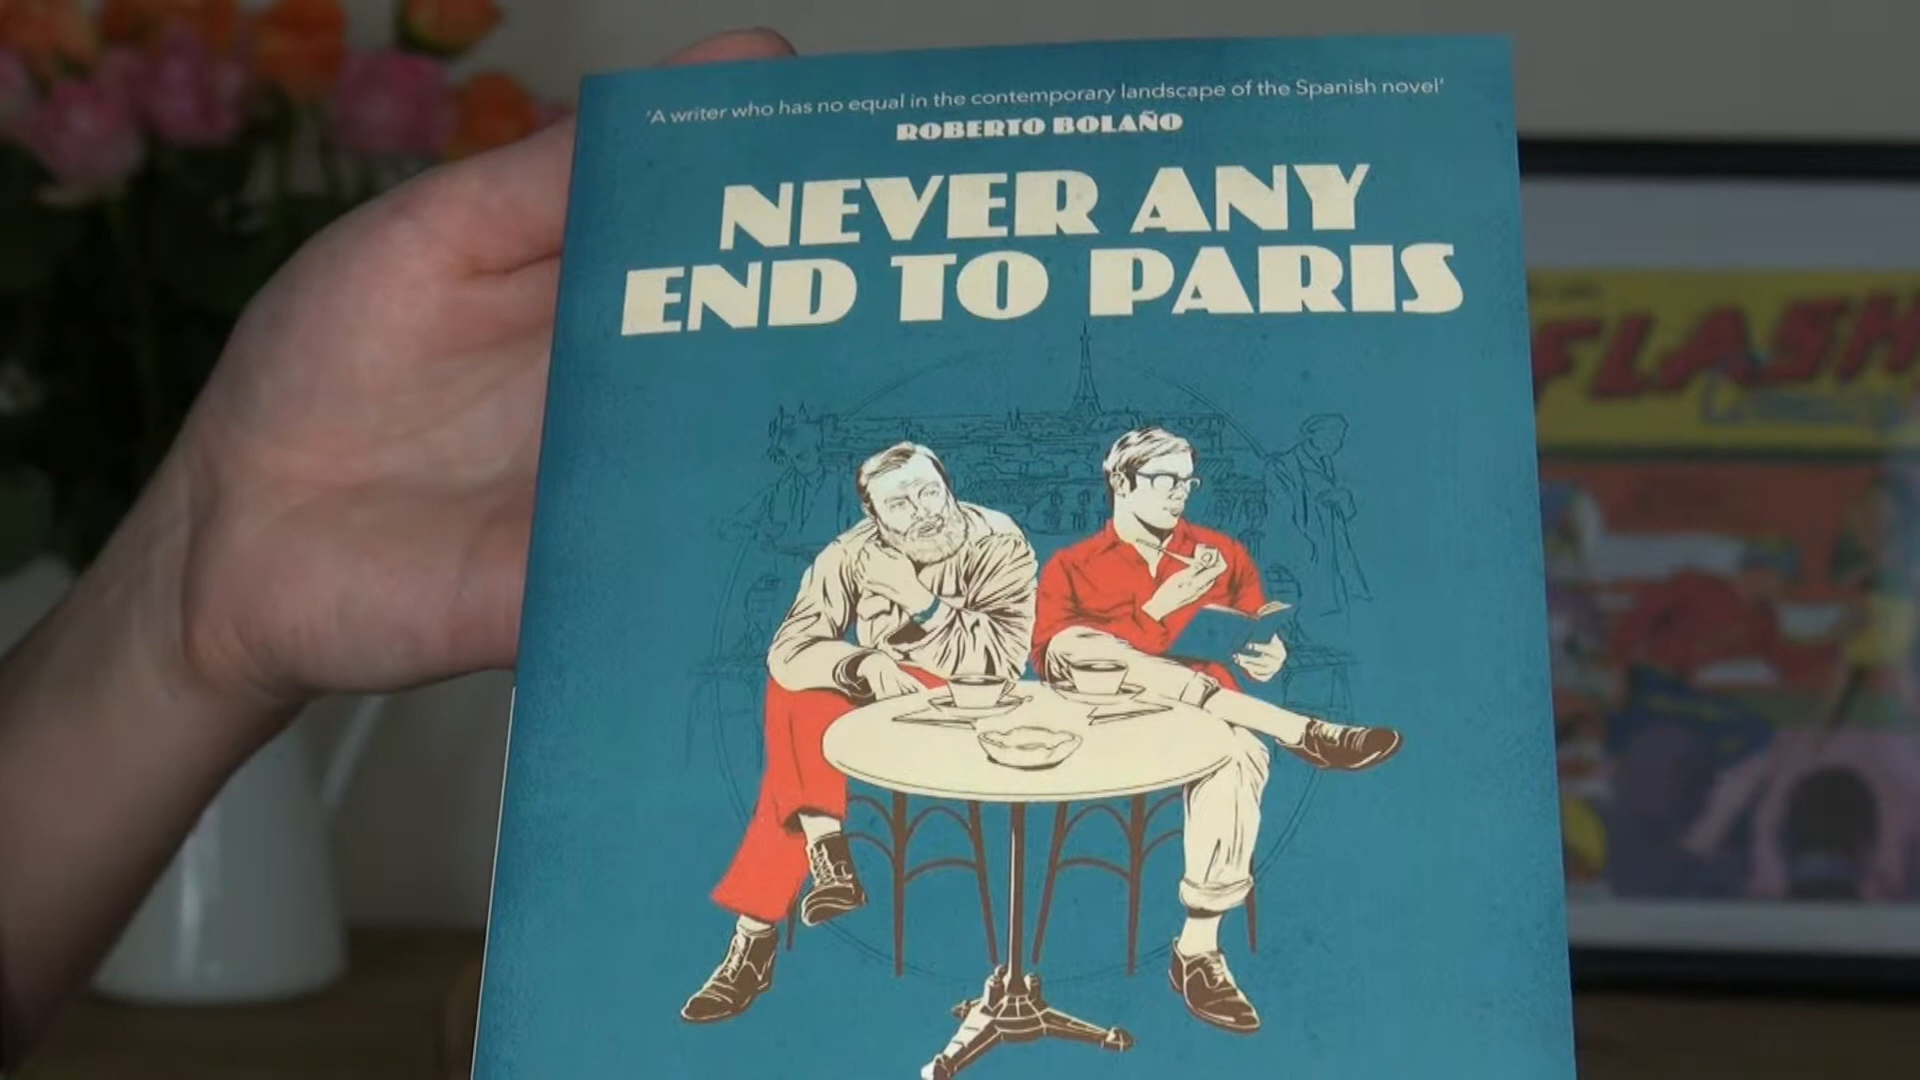 'A writer who has no equal in the contemporary landscape of the Spanish novel'
ROBERTO BOLAÑO
NEVER ANY
END TO PARIS
FLASH